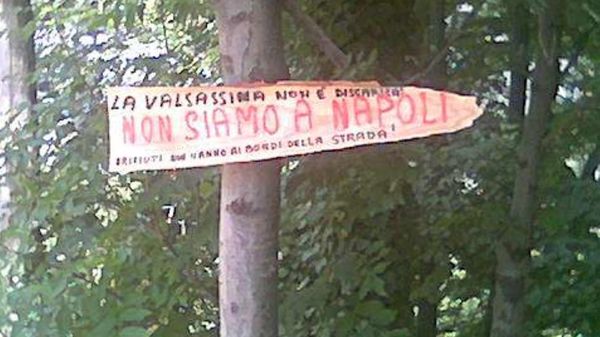 LA VALSASSINA NON È DISCARICA!
NON SIAMO A NAPOLI
I RIFIUTI NON VANNO AI BORDI DELLA STRADA!